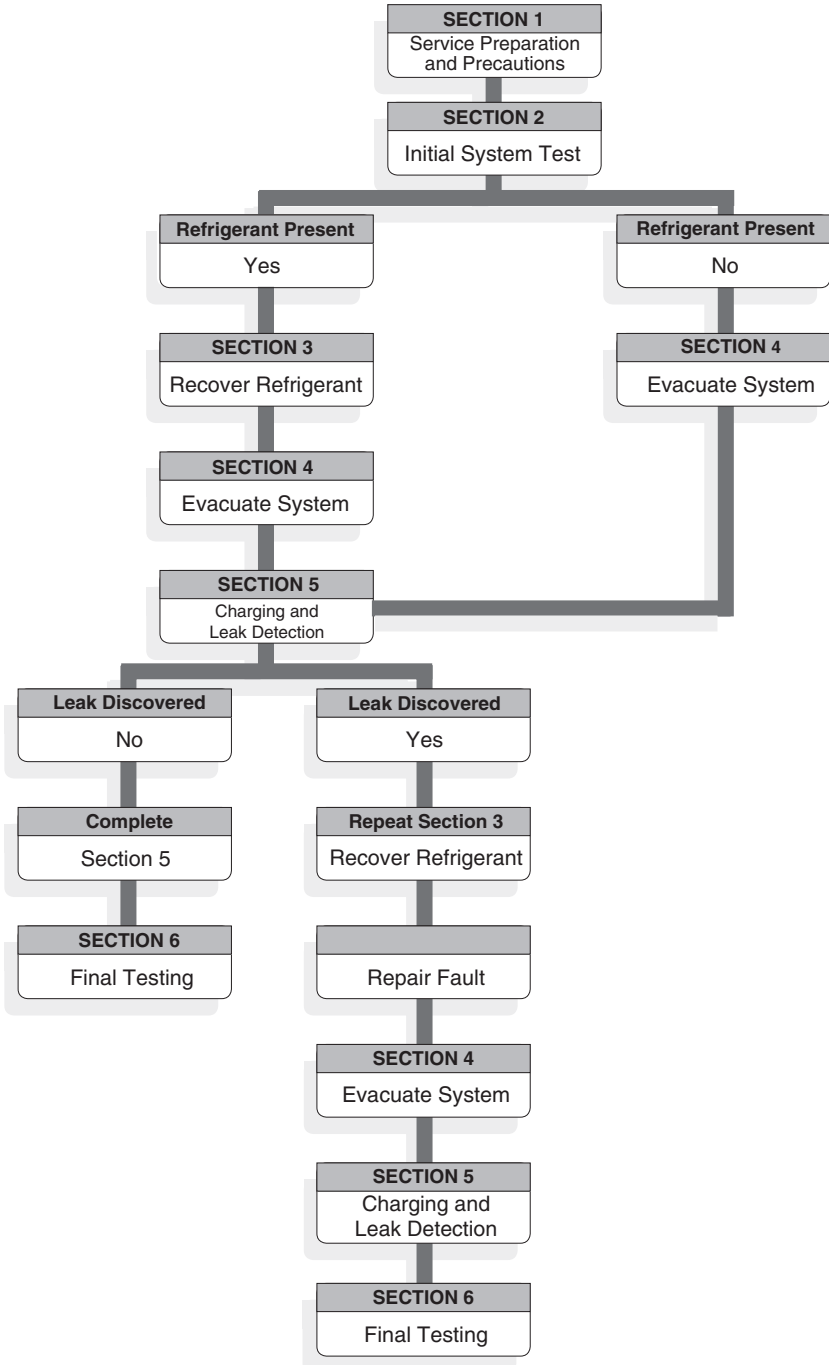 SECTION 1
Service Preparation
and Precautions
SECTION 2
Initial System Test
Refrigerant Present
Yes
Refrigerant Present
No
SECTION 3
Recover Refrigerant
SECTION 4
Evacuate System
SECTION 4
Evacuate System
SECTION 5
Charging and
Leak Detection
Leak Discovered
No
Leak Discovered
Yes
Complete
Section 5
Repeat Section 3
Recover Refrigerant
SECTION 6
Final Testing
Repair Fault
SECTION 4
Evacuate System
SECTION 5
Charging and
Leak Detection
SECTION 6
Final Testing